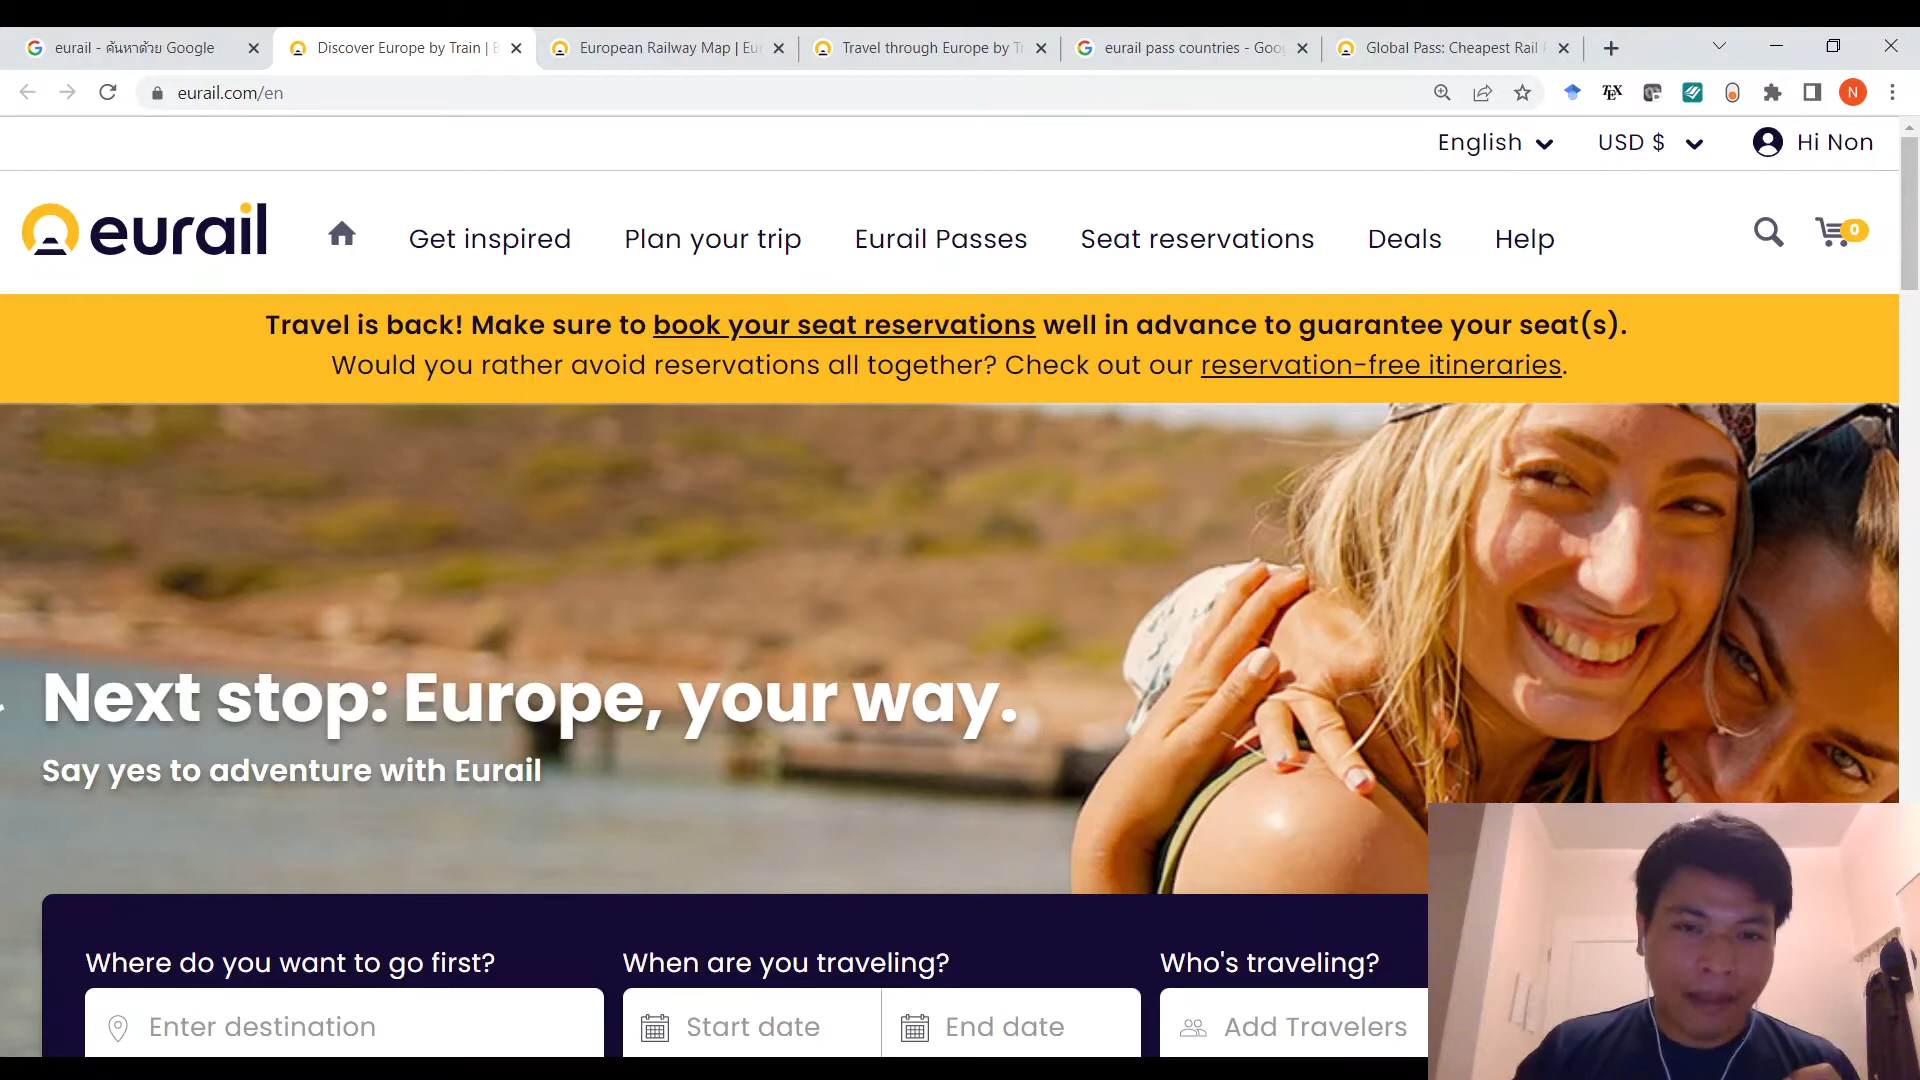 eurail - ค้นหาด้วย Google
Discover Europe by Train |
European Railway Map | Eu
Travel through Europe by T
eurail pass countries - Goo
Global Pass: Cheapest Rail
eurail.com/en
TEX
N
English
USD $
Hi Non
eurail
Get inspired
Plan your trip
Eurail Passes
Seat reservations
Deals
Help
0
Travel is back! Make sure to book your seat reservations well in advance to guarantee your seat(s).
Would you rather avoid reservations all together? Check out our reservation-free itineraries.
Next stop: Europe, your way.
Say yes to adventure with Eurail
Where do you want to go first?
When are you traveling?
Who's traveling?
Enter destination
Start date
End date
Add Travelers